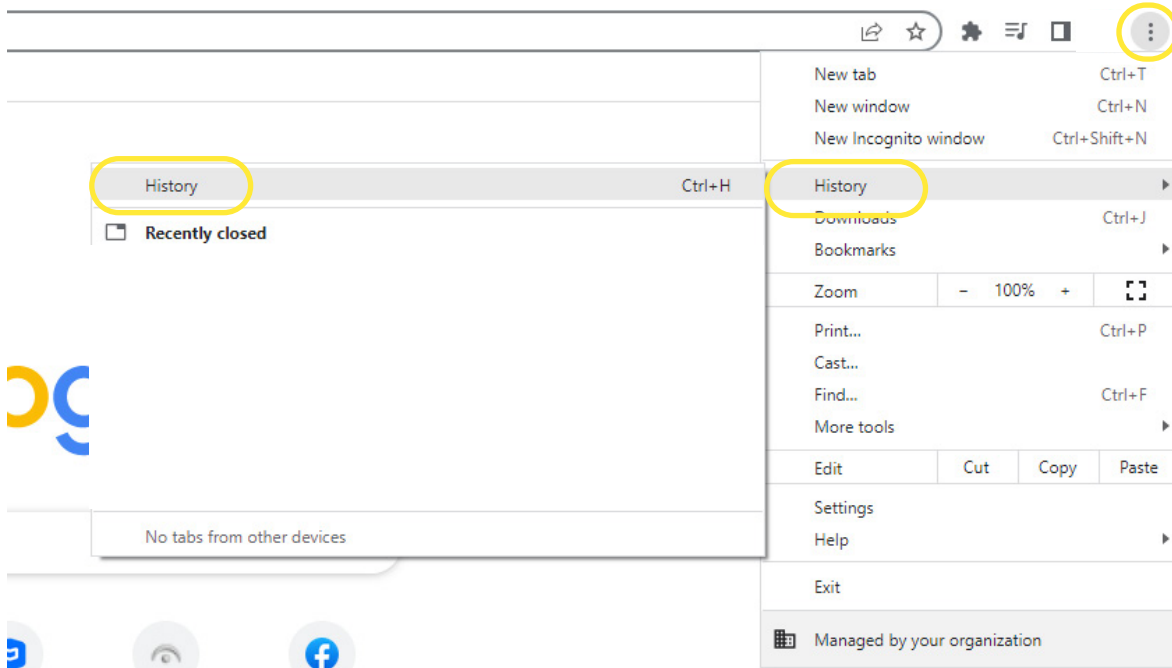 New tab Ctrl+T
New window Ctrl+N
New Incognito window Ctrl+Shift+N
History Ctrl+H
Recently closed
No tabs from other devices
History
Downloads Ctrl+J
Bookmarks
Zoom - 100% +
Print... Ctrl+P
Cast...
Find... Ctrl+F
More tools
Edit Cut Copy Paste
Settings
Help
Exit
Managed by your organization
og